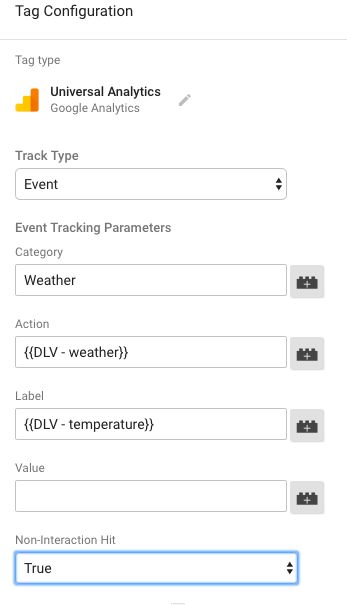 Tag Configuration
Tag type
Universal Analytics
Google Analytics
Track Type
Event
Event Tracking Parameters
Category
Weather
Action
{{DLV - weather}}
Label
{{DLV - temperature}}
Value
Non-Interaction Hit
True